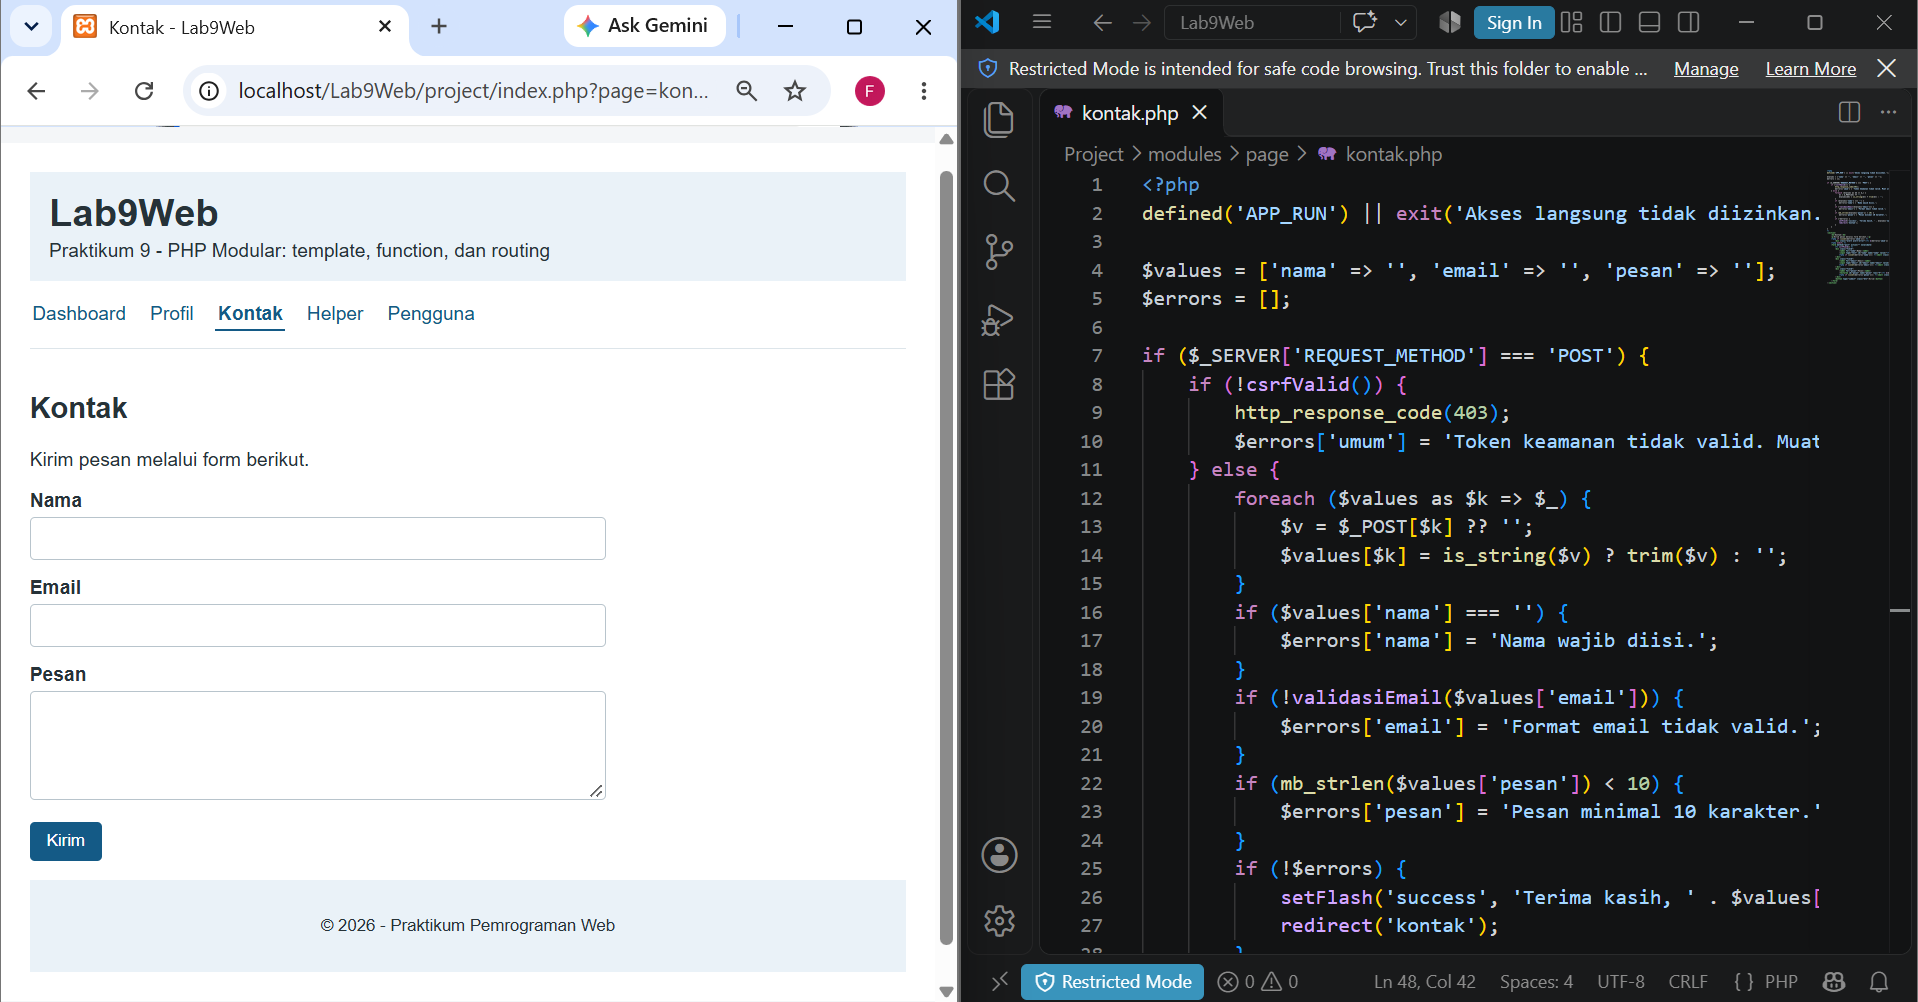 Kontak - Lab9Web
Ask Gemini
localhost/Lab9Web/project/index.php?page=kon...
F
Lab9Web
Praktikum 9 - PHP Modular: template, function, dan routing
Dashboard Profil Kontak Helper Pengguna
Kontak
Kirim pesan melalui form berikut.
Nama
Email
Pesan
Kirim
© 2026 - Praktikum Pemrograman Web
Lab9Web
Sign In
Restricted Mode is intended for safe code browsing. Trust this folder to enable ... Manage Learn More
kontak.php
Project > modules > page > kontak.php
1 <?php
2 defined('APP_RUN') || exit('Akses langsung tidak diizinkan.
3
4 $values = ['nama' => '', 'email' => '', 'pesan' => ''];
5 $errors = [];
6
7 if ($_SERVER['REQUEST_METHOD'] === 'POST') {
8 if (!csrfValid()) {
9 http_response_code(403);
10 $errors['umum'] = 'Token keamanan tidak valid. Muat
11 } else {
12 foreach ($values as $k => $_) {
13 $v = $_POST[$k] ?? '';
14 $values[$k] = is_string($v) ? trim($v) : '';
15 }
16 if ($values['nama'] === '') {
17 $errors['nama'] = 'Nama wajib diisi.';
18 }
19 if (!validasiEmail($values['email'])) {
20 $errors['email'] = 'Format email tidak valid.';
21 }
22 if (mb_strlen($values['pesan']) < 10) {
23 $errors['pesan'] = 'Pesan minimal 10 karakter.'
24 }
25 if (!$errors) {
26 setFlash('success', 'Terima kasih, ' . $values[
27 redirect('kontak');
28 }
Restricted Mode 0 0 Ln 48, Col 42 Spaces: 4 UTF-8 CRLF { } PHP